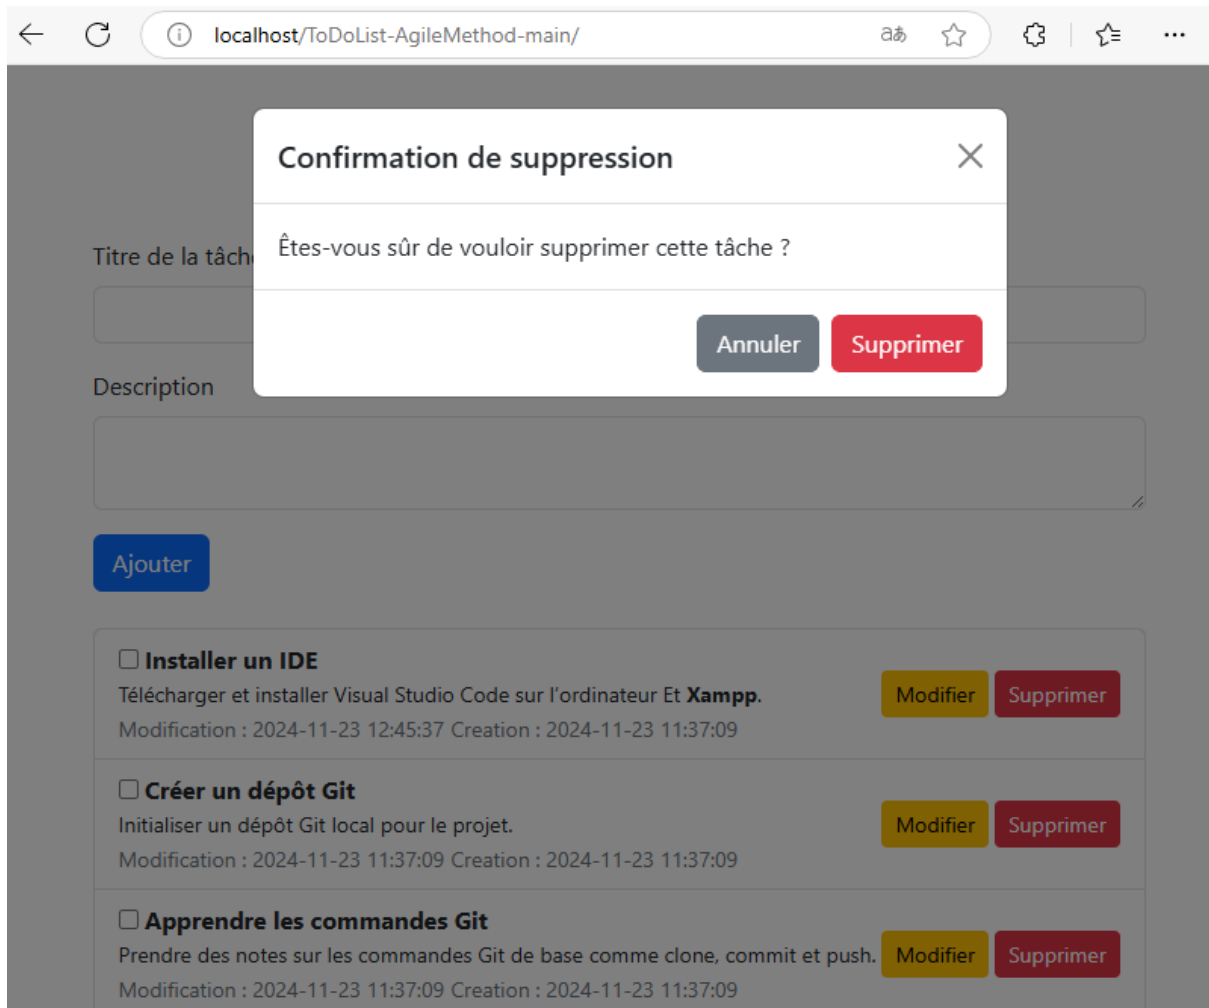 localhost/ToDoList-AgileMethod-main/
Confirmation de suppression
Êtes-vous sûr de vouloir supprimer cette tâche ?
Annuler Supprimer
Titre de la tâch
Description
Ajouter
Installer un IDE
Télécharger et installer Visual Studio Code sur l'ordinateur Et Xampp.
Modification : 2024-11-23 12:45:37 Creation : 2024-11-23 11:37:09
Modifier Supprimer
Créer un dépôt Git
Initialiser un dépôt Git local pour le projet.
Modification : 2024-11-23 11:37:09 Creation : 2024-11-23 11:37:09
Modifier Supprimer
Apprendre les commandes Git
Prendre des notes sur les commandes Git de base comme clone, commit et push.
Modification : 2024-11-23 11:37:09 Creation : 2024-11-23 11:37:09
Modifier Supprimer